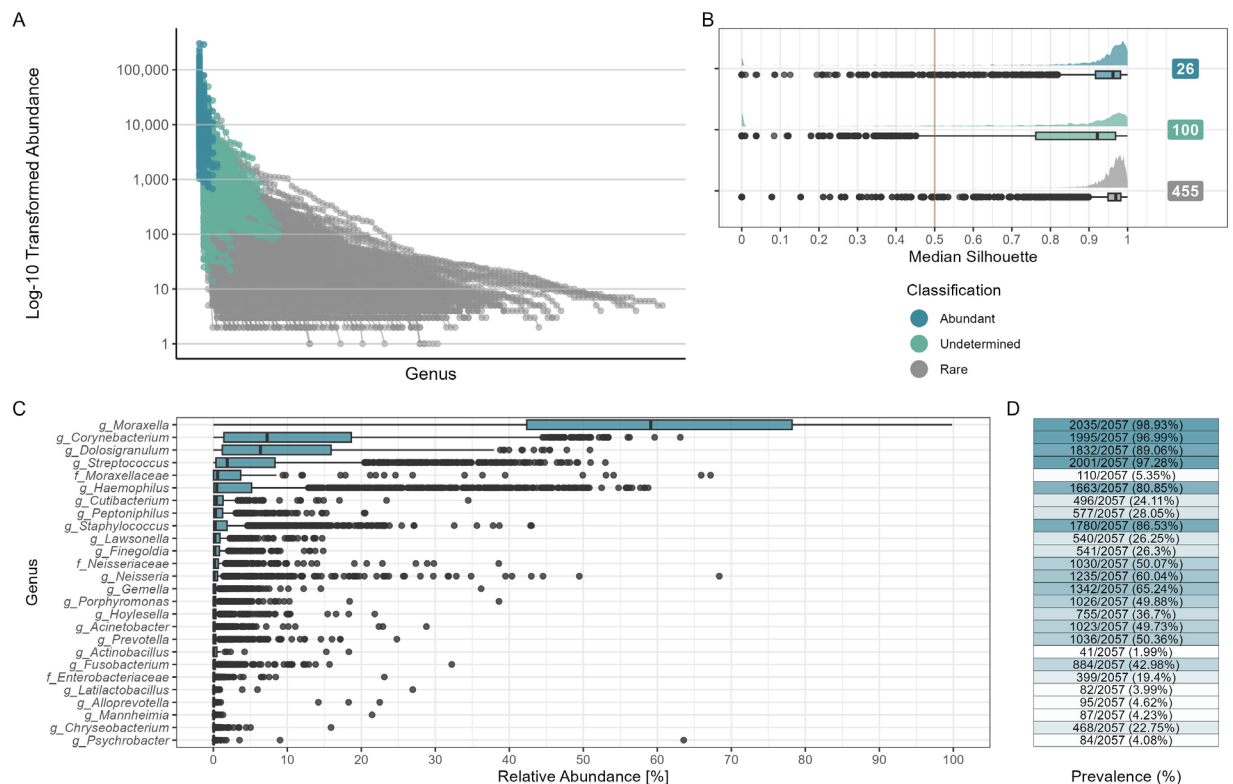 A
Log-10 Transformed Abundance
100,000
10,000
1,000
100
10
1
Genus
B
26
100
455
0 0.1 0.2 0.3 0.4 0.5 0.6 0.7 0.8 0.9 1
Median Silhouette
Classification
Abundant
Undetermined
Rare
C
Genus
g_Moraxella
g_Corynebacterium
g_Dolosigranulum
g_Streptococcus
f_Moraxellaceae
g_Haemophilus
g_Cutibacterium
g_Peptoniphilus
g_Staphylococcus
g_Lawsonella
g_Finegoldia
f_Neisseriaceae
g_Neisseria
g_Gemella
g_Porphyromonas
g_Hoylesella
g_Acinetobacter
g_Prevotella
g_Actinobacillus
g_Fusobacterium
f_Enterobacteriaceae
g_Latilactobacillus
g_Alloprevotella
g_Mannheimia
g_Chryseobacterium
g_Psychrobacter
0 10 20 30 40 50 60 70 80 90 100
Relative Abundance [%]
D
2035/2057 (98.93%)
1995/2057 (96.99%)
1832/2057 (89.06%)
2001/2057 (97.28%)
110/2057 (5.35%)
1663/2057 (80.85%)
496/2057 (24.11%)
577/2057 (28.05%)
1780/2057 (86.53%)
540/2057 (26.25%)
541/2057 (26.3%)
1030/2057 (50.07%)
1235/2057 (60.04%)
1342/2057 (65.24%)
1026/2057 (49.88%)
755/2057 (36.7%)
1023/2057 (49.73%)
1036/2057 (50.36%)
41/2057 (1.99%)
884/2057 (42.98%)
399/2057 (19.4%)
82/2057 (3.99%)
95/2057 (4.62%)
87/2057 (4.23%)
468/2057 (22.75%)
84/2057 (4.08%)
Prevalence (%)